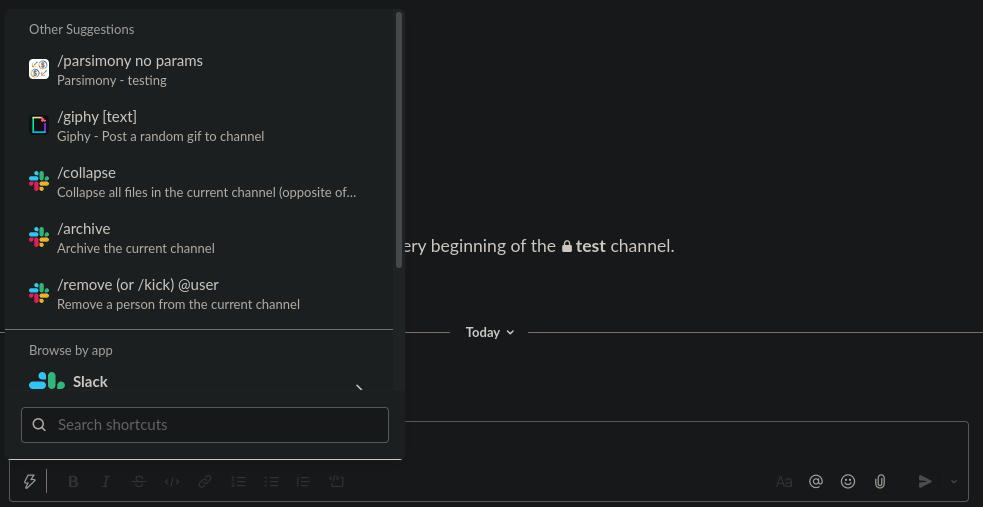 Other Suggestions
/parsimony no params
Parsimony - testing
/giphy [text]
Giphy - Post a random gif to channel
/collapse
Collapse all files in the current channel (opposite of…
/archive
Archive the current channel
/remove (or /kick) @user
Remove a person from the current channel
Browse by app
Slack
Search shortcuts
ery beginning of the test channel.
Today
B I S
Aa @